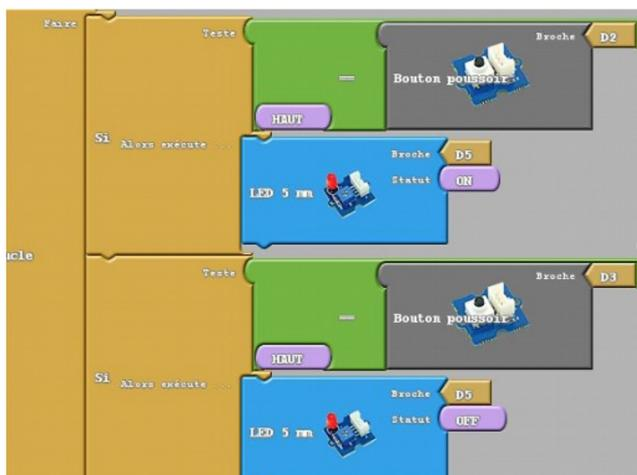 Faire
Teste
Broche D2
=
Bouton poussoir
HAUT
Si
Alors exécute ...
Broche D5
Statut ON
LED 5 mm
ucle
Teste
Broche D3
=
Bouton poussoir
HAUT
Si
Alors exécute ...
Broche D5
Statut OFF
LED 5 mm